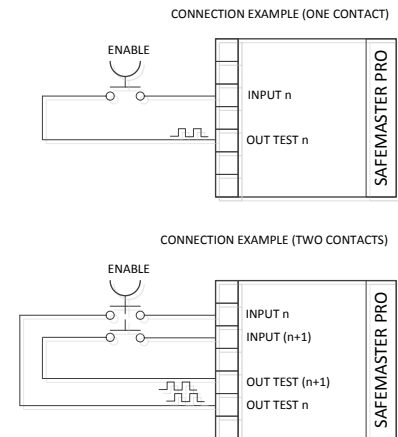 CONNECTION EXAMPLE (ONE CONTACT)
ENABLE
INPUT n
OUT TEST n
SAFEMASTER PRO
CONNECTION EXAMPLE (TWO CONTACTS)
ENABLE
INPUT n
INPUT (n+1)
OUT TEST (n+1)
OUT TEST n
SAFEMASTER PRO